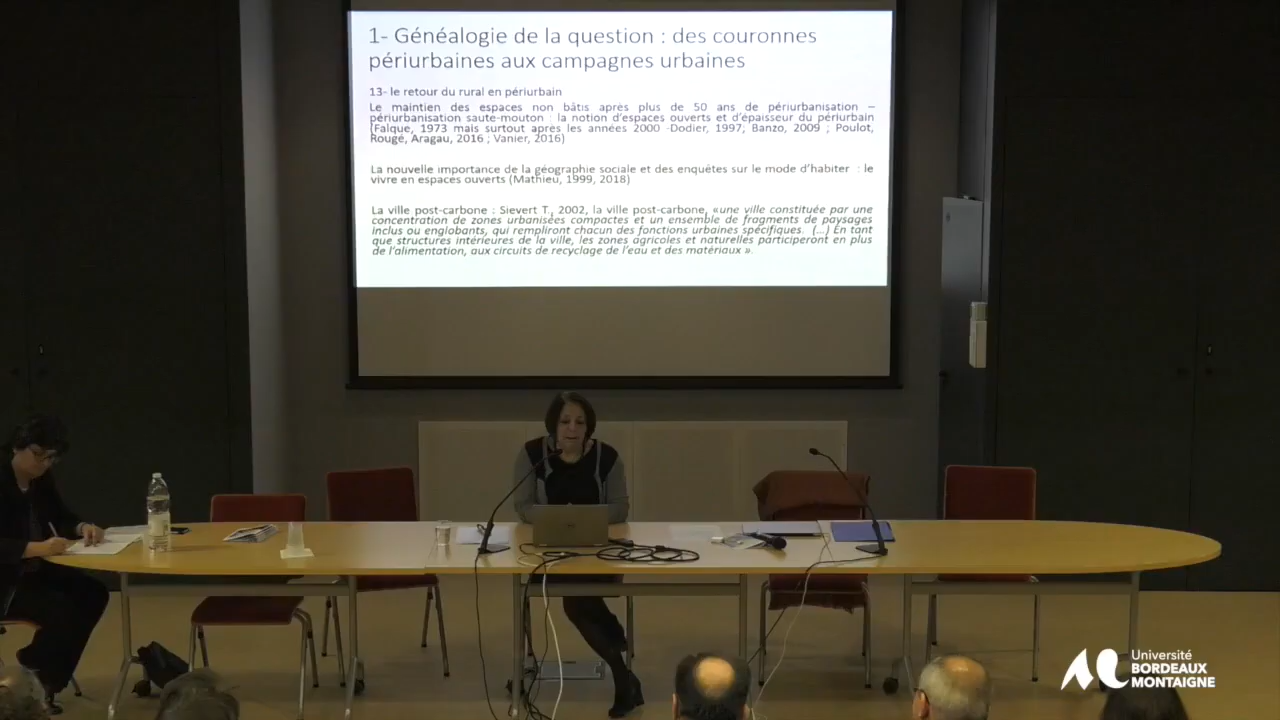 1- Généalogie de la question : des couronnes
périurbaines aux campagnes urbaines
13- le retour du rural en périurbain
Le maintien des espaces non bâtis après plus de 50 ans de périurbanisation –
périurbanisation saute-mouton : la notion d'espaces ouverts et d'épaisseur du périurbain
(Falque, 1973 mais surtout après les années 2000 -Dodier, 1997; Banzo, 2009 ; Poulot,
Rougé, Aragau, 2016 ; Vanier, 2016)
La nouvelle importance de la géographie sociale et des enquêtes sur le mode d'habiter : le
vivre en espaces ouverts (Mathieu, 1999, 2018)
La ville post-carbone : Sievert T., 2002, la ville post-carbone, «une ville constituée par une
concentration de zones urbanisées compactes et un ensemble de fragments de paysages
inclus ou englobants, qui rempliront chacun des fonctions urbaines spécifiques. (...) En tant
que structures intérieures de la ville, les zones agricoles et naturelles participeront en plus
de l'alimentation, aux circuits de recyclage de l'eau et des matériaux ».
Université
BORDEAUX
MONTAIGNE